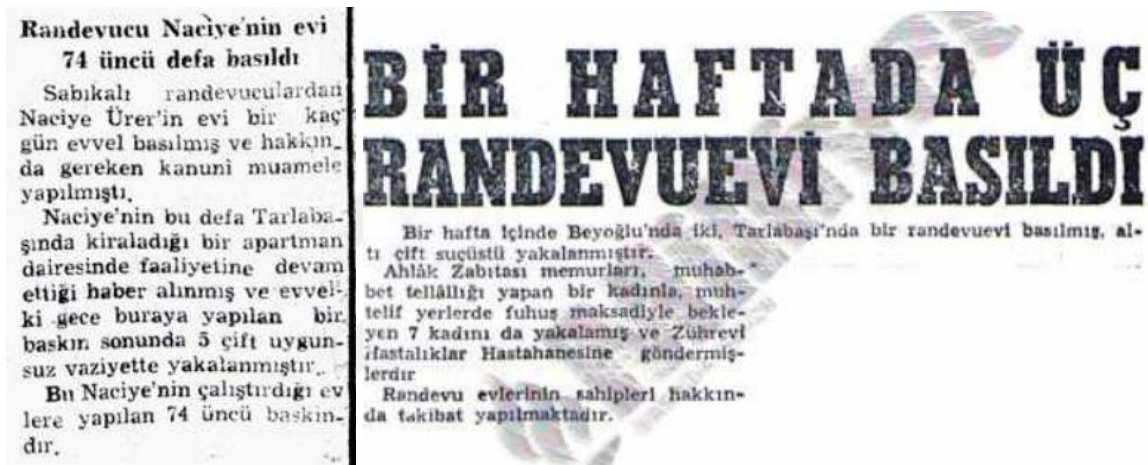 Randevucu Naciye'nin evi
74 üncü defa basıldı
Sabıkalı randevuculardan
Naciye Ürer'in evi bir kaç
gün evvel basılmış ve hakkın-
da gereken kanuni muamele
yapılmıştı.
Naciye'nin bu defa Tarlaba-
şında kiraladığı bir apartman
dairesinde faaliyetine devam
ettiği haber alınmış ve evvel-
ki gece buraya yapılan bir
baskın sonunda 5 çift uygun-
suz vaziyette yakalanmıştır.
Bu Naciye'nin çalıştırdığı ev
lere yapılan 74 üncü baskın-
dır.
BİR HAFTADA ÜÇ
RANDEVUEVİ BASILDI
Bir hafta içinde Beyoğlu'nda iki, Tarlabaşı'nda bir randevuevi basılmış, al-
tı çift suçüstü yakalanmıştır.
Ahlâk Zabıtası memurları, muhab-
bet tellâllığı yapan bir kadınla, muh-
telif yerlerde fuhuş maksadiyle bekle-
yen 7 kadını da yakalamış ve Zührevi
Hastalıklar Hastahanesine göndermiş-
lerdir
Randevu evlerinin sahipleri hakkın-
da takibat yapılmaktadır.